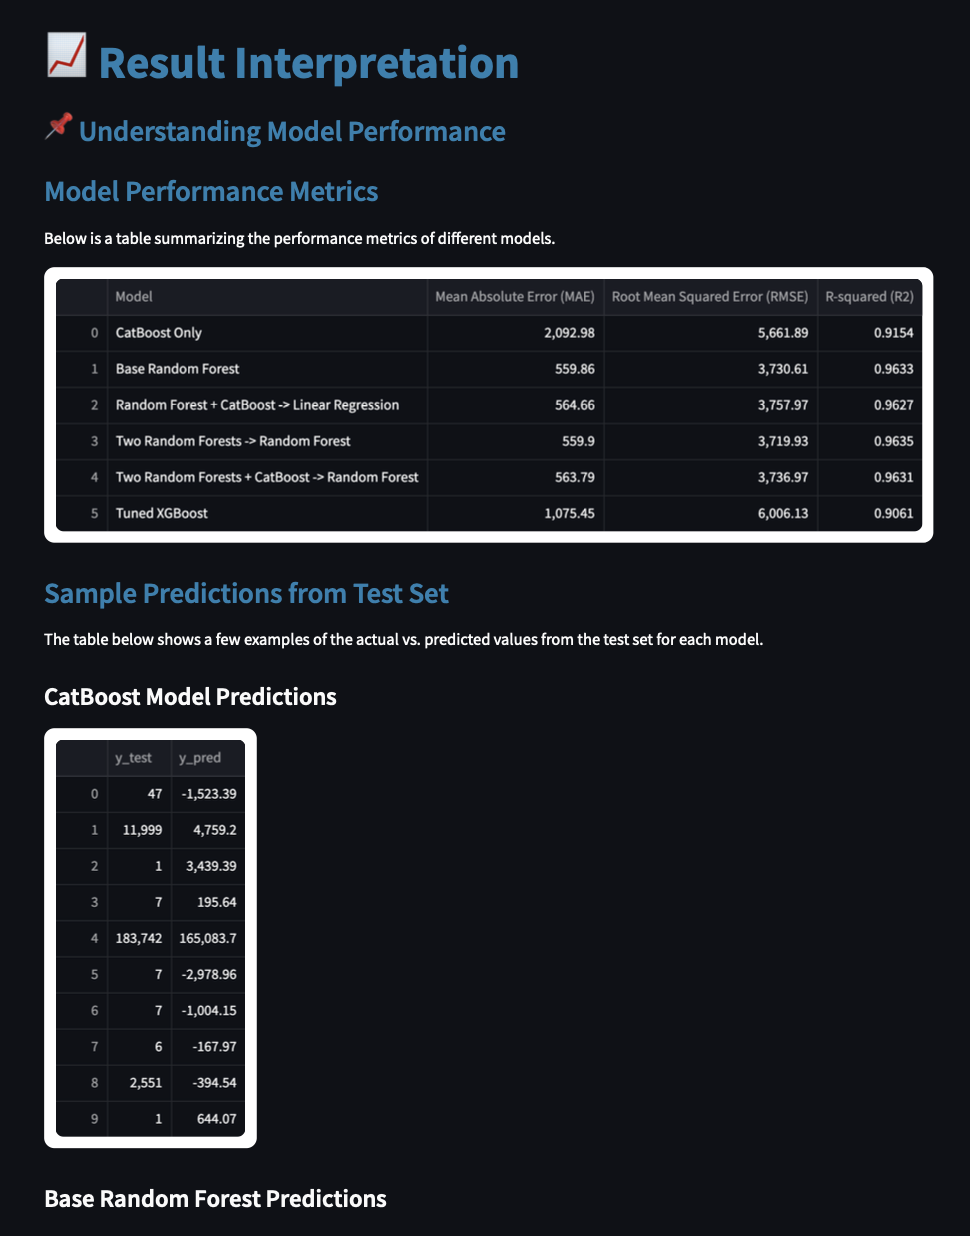 Result Interpretation
Understanding Model Performance
Model Performance Metrics
Below is a table summarizing the performance metrics of different models.
Model Mean Absolute Error (MAE) Root Mean Squared Error (RMSE) R-squared (R2)
0 CatBoost Only 2,092.98 5,661.89 0.9154
1 Base Random Forest 559.86 3,730.61 0.9633
2 Random Forest + CatBoost -> Linear Regression 564.66 3,757.97 0.9627
3 Two Random Forests -> Random Forest 559.9 3,719.93 0.9635
4 Two Random Forests + CatBoost -> Random Forest 563.79 3,736.97 0.9631
5 Tuned XGBoost 1,075.45 6,006.13 0.9061
Sample Predictions from Test Set
The table below shows a few examples of the actual vs. predicted values from the test set for each model.
CatBoost Model Predictions
y_test y_pred
0 47 -1,523.39
1 11,999 4,759.2
2 1 3,439.39
3 7 195.64
4 183,742 165,083.7
5 7 -2,978.96
6 7 -1,004.15
7 6 -167.97
8 2,551 -394.54
9 1 644.07
Base Random Forest Predictions